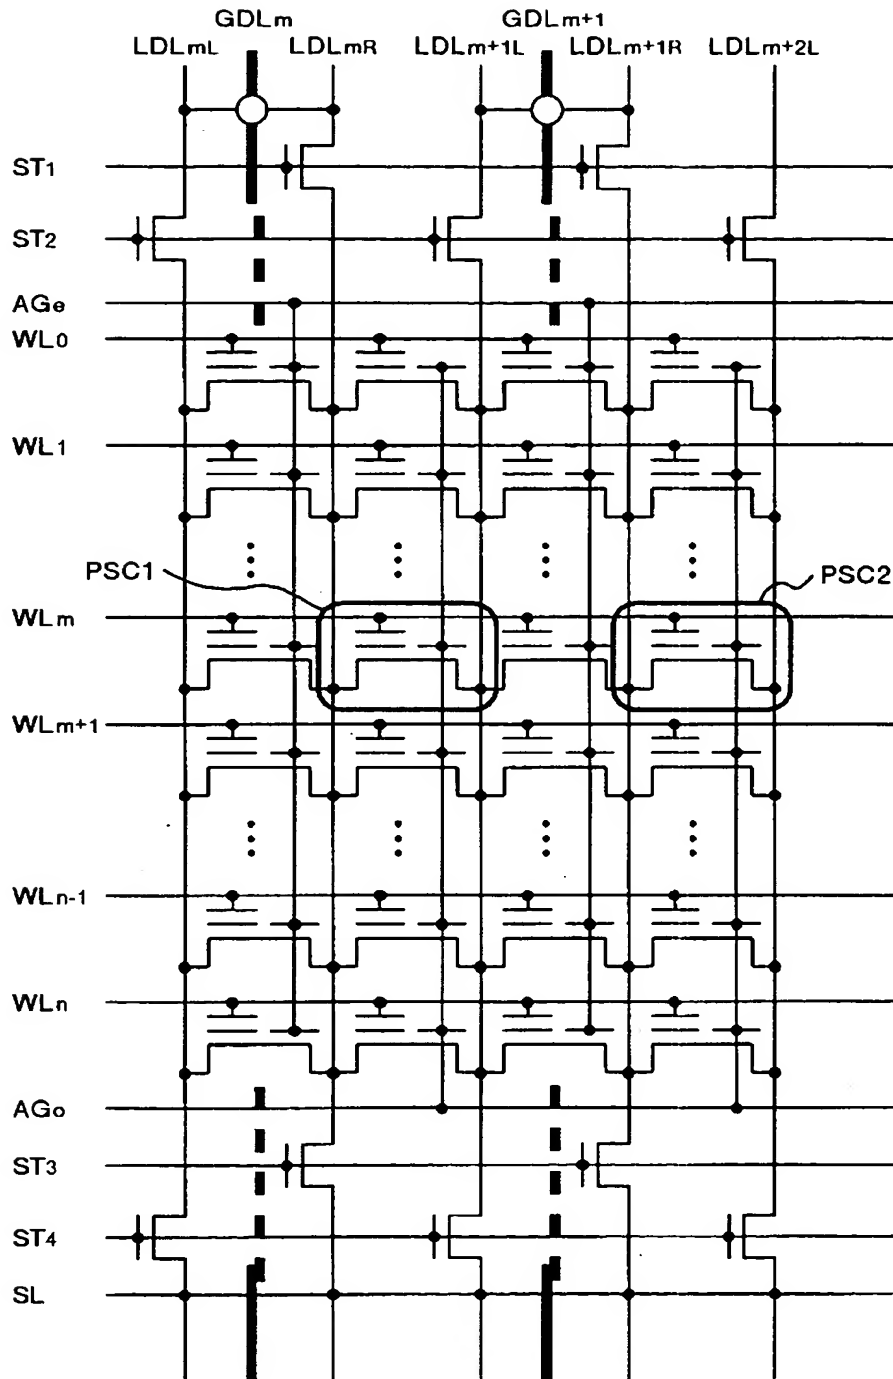 GDLm GDLm+1
LDLmL LDLmR LDLm+1L LDLm+1R LDLm+2L
ST1
ST2
AGe
WL0
WL1
PSC1 PSC2
WLm
WLm+1
WLn-1
WLn
AGo
ST3
ST4
SL